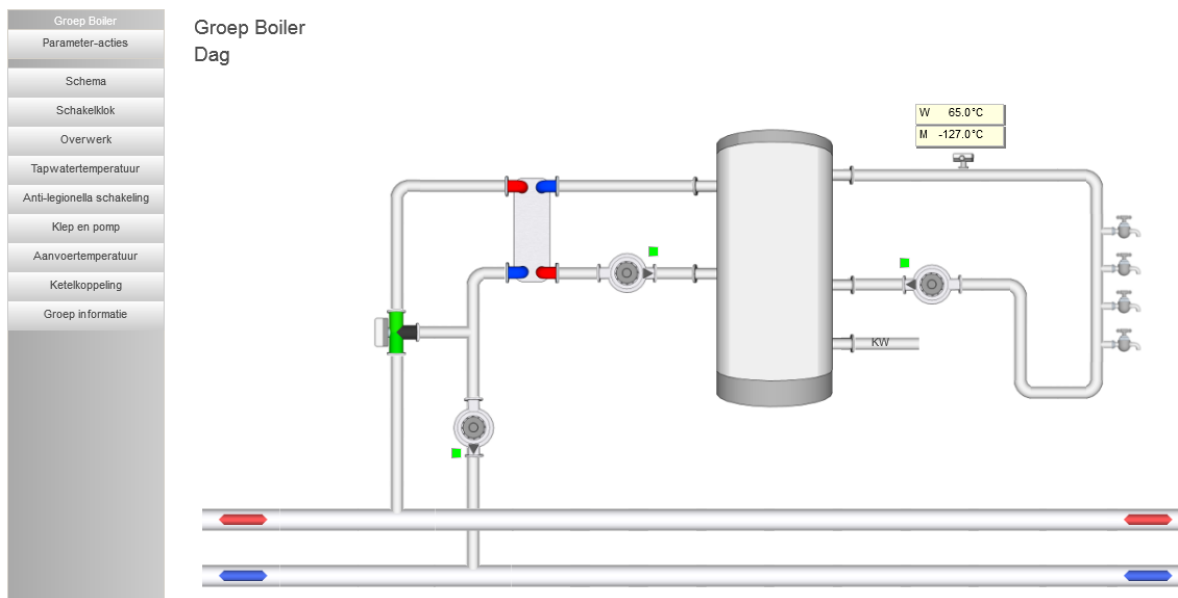 Groep Boiler
Parameter-acties
Schema
Schakelklok
Overwerk
Tapwatertemperatuur
Anti-legionella schakeling
Klep en pomp
Aanvoertemperatuur
Ketelkoppeling
Groep informatie
Groep Boiler
Dag
W 65.0°C
M -127.0°C
KW